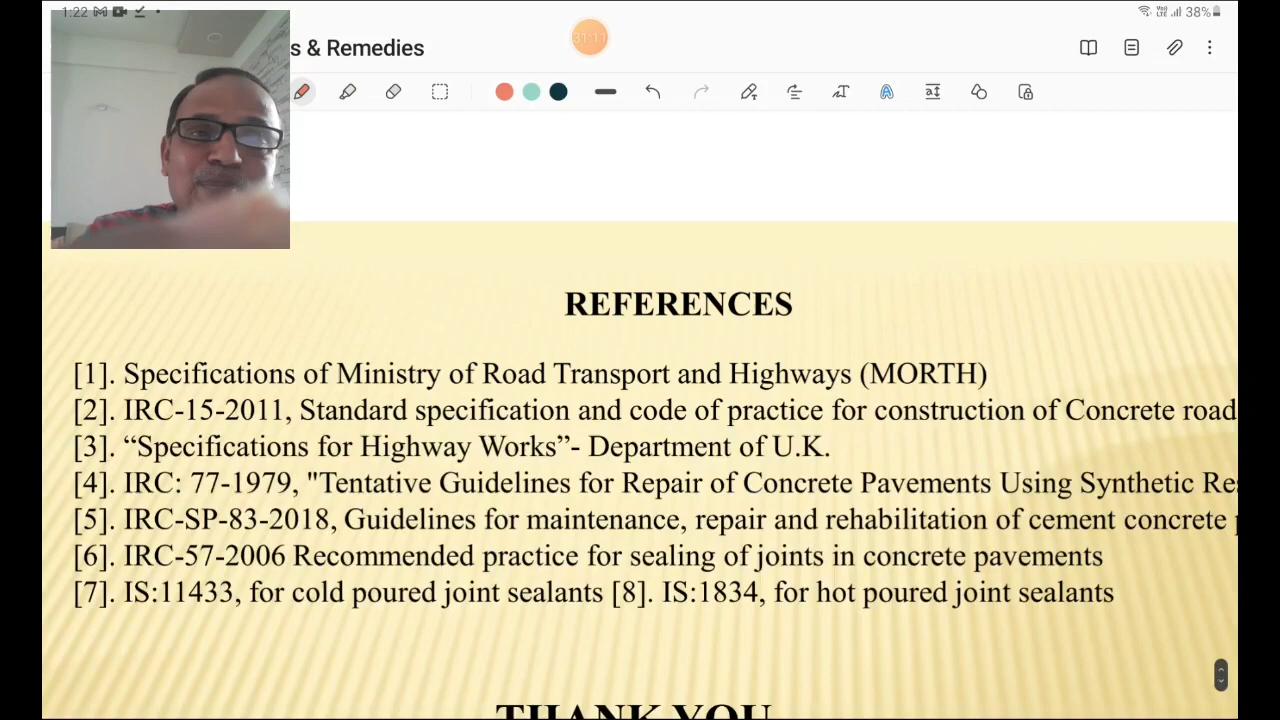 1:22
38%
s & Remedies
31:11
REFERENCES
[1]. Specifications of Ministry of Road Transport and Highways (MORTH)
[2]. IRC-15-2011, Standard specification and code of practice for construction of Concrete road
[3]. “Specifications for Highway Works”- Department of U.K.
[4]. IRC: 77-1979, "Tentative Guidelines for Repair of Concrete Pavements Using Synthetic Res
[5]. IRC-SP-83-2018, Guidelines for maintenance, repair and rehabilitation of cement concrete
[6]. IRC-57-2006 Recommended practice for sealing of joints in concrete pavements
[7]. IS:11433, for cold poured joint sealants [8]. IS:1834, for hot poured joint sealants
THANK YOU